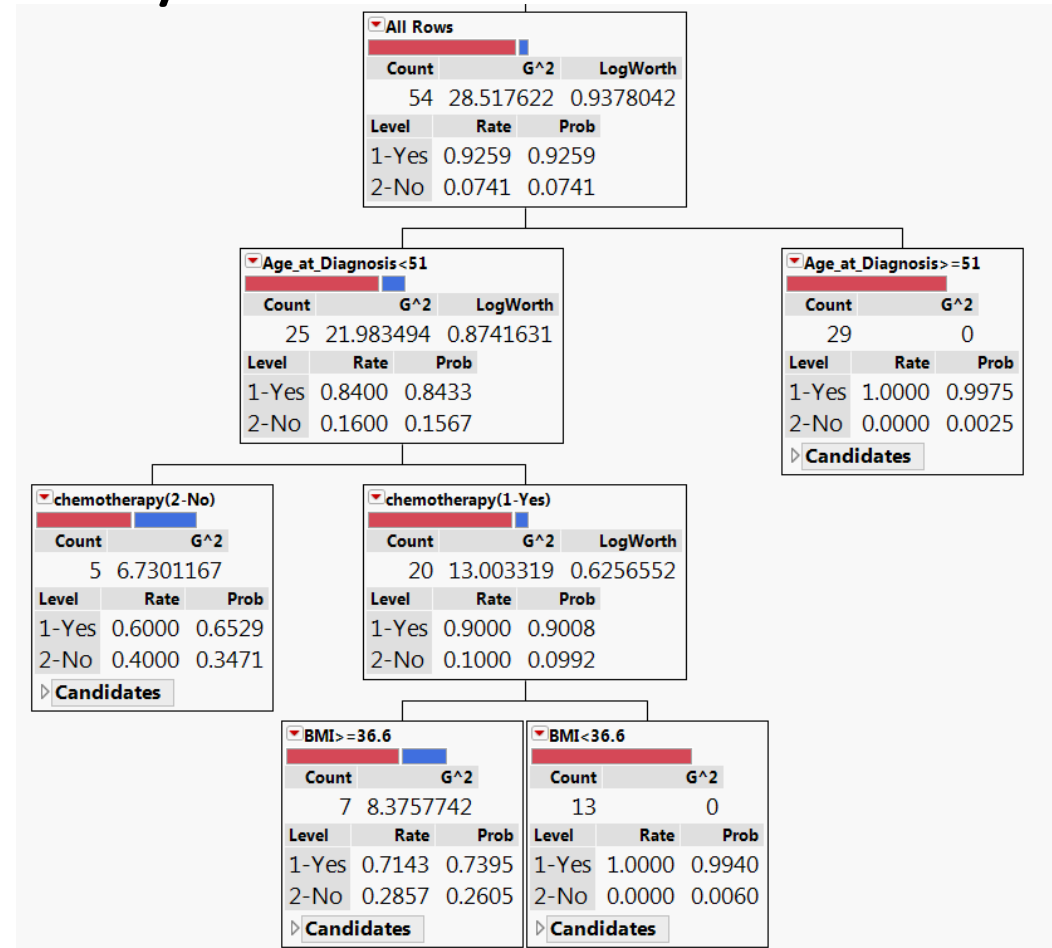 All Rows
Count G^2 LogWorth
54 28.517622 0.9378042
Level Rate Prob
1-Yes 0.9259 0.9259
2-No 0.0741 0.0741
Age_at_Diagnosis<51
Count G^2 LogWorth
25 21.983494 0.8741631
Level Rate Prob
1-Yes 0.8400 0.8433
2-No 0.1600 0.1567
Age_at_Diagnosis>=51
Count G^2
29 0
Level Rate Prob
1-Yes 1.0000 0.9975
2-No 0.0000 0.0025
Candidates
chemotherapy(2-No)
Count G^2
5 6.7301167
Level Rate Prob
1-Yes 0.6000 0.6529
2-No 0.4000 0.3471
Candidates
chemotherapy(1-Yes)
Count G^2 LogWorth
20 13.003319 0.6256552
Level Rate Prob
1-Yes 0.9000 0.9008
2-No 0.1000 0.0992
BMI>=36.6
Count G^2
7 8.3757742
Level Rate Prob
1-Yes 0.7143 0.7395
2-No 0.2857 0.2605
Candidates
BMI<36.6
Count G^2
13 0
Level Rate Prob
1-Yes 1.0000 0.9940
2-No 0.0000 0.0060
Candidates